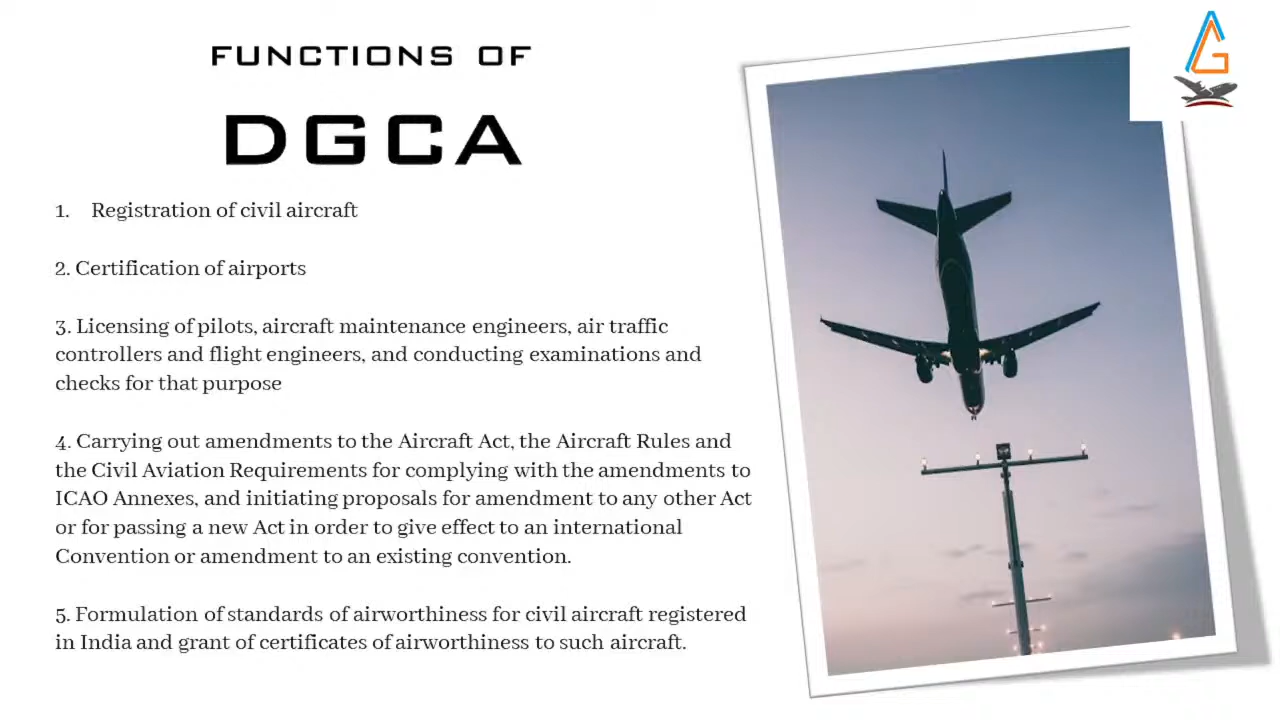 FUNCTIONS OF
DGCA
1. Registration of civil aircraft
2. Certification of airports
3. Licensing of pilots, aircraft maintenance engineers, air traffic
controllers and flight engineers, and conducting examinations and
checks for that purpose
4. Carrying out amendments to the Aircraft Act, the Aircraft Rules and
the Civil Aviation Requirements for complying with the amendments to
ICAO Annexes, and initiating proposals for amendment to any other Act
or for passing a new Act in order to give effect to an international
Convention or amendment to an existing convention.
5. Formulation of standards of airworthiness for civil aircraft registered
in India and grant of certificates of airworthiness to such aircraft.